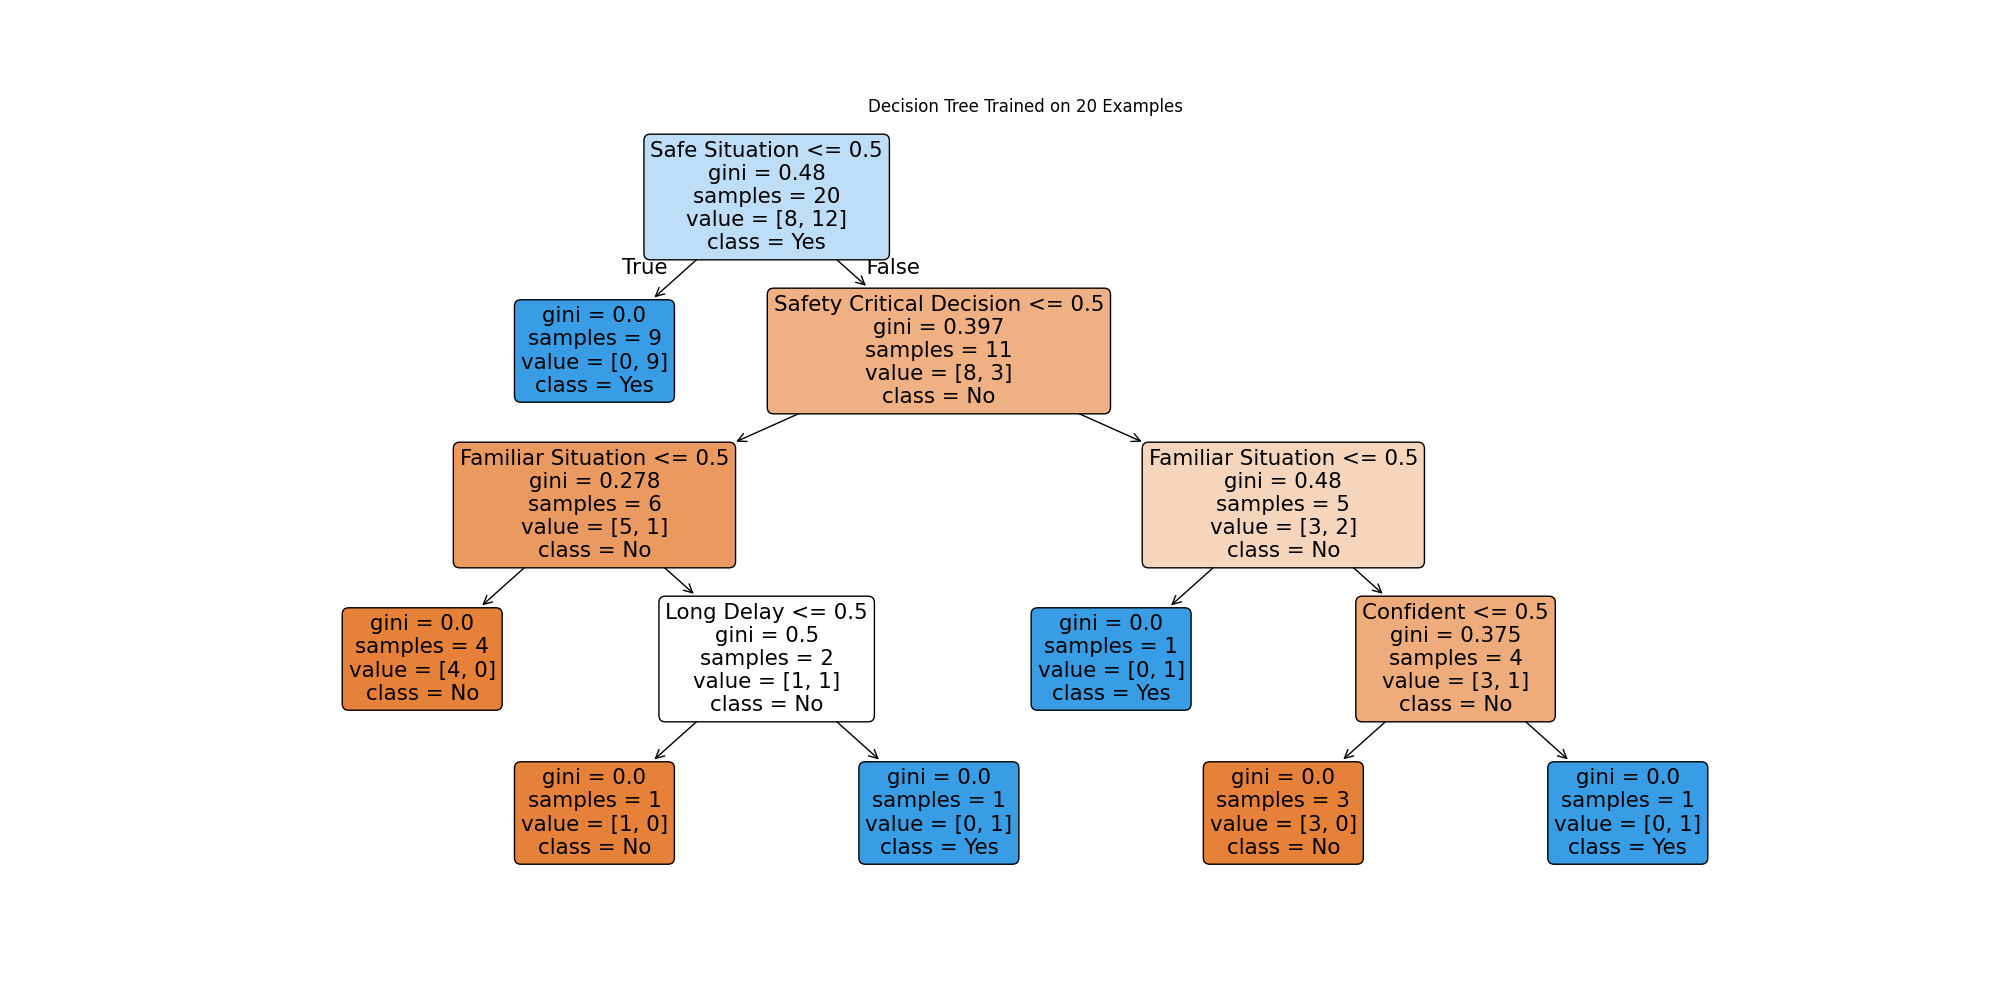 Decision Tree Trained on 20 Examples
Safe Situation <= 0.5
gini = 0.48
samples = 20
value = [8, 12]
class = Yes
True
False
gini = 0.0
samples = 9
value = [0, 9]
class = Yes
Safety Critical Decision <= 0.5
gini = 0.397
samples = 11
value = [8, 3]
class = No
Familiar Situation <= 0.5
gini = 0.278
samples = 6
value = [5, 1]
class = No
Familiar Situation <= 0.5
gini = 0.48
samples = 5
value = [3, 2]
class = No
gini = 0.0
samples = 4
value = [4, 0]
class = No
Long Delay <= 0.5
gini = 0.5
samples = 2
value = [1, 1]
class = No
gini = 0.0
samples = 1
value = [0, 1]
class = Yes
Confident <= 0.5
gini = 0.375
samples = 4
value = [3, 1]
class = No
gini = 0.0
samples = 1
value = [1, 0]
class = No
gini = 0.0
samples = 1
value = [0, 1]
class = Yes
gini = 0.0
samples = 3
value = [3, 0]
class = No
gini = 0.0
samples = 1
value = [0, 1]
class = Yes